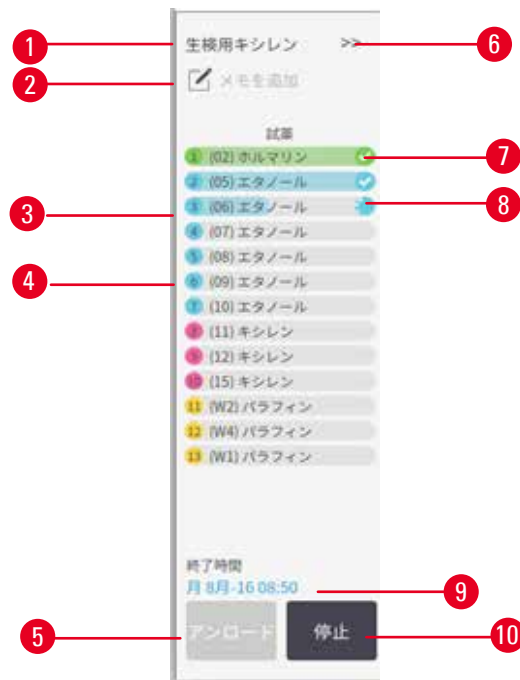 1
生検用キシレン >> 6
2
メモを追加
試薬
1 (02) ホルマリン 7
2 (05) エタノール
3 3 (06) エタノール 8
4 (07) エタノール
5 (08) エタノール
4 6 (09) エタノール
7 (10) エタノール
8 (11) キシレン
9 (12) キシレン
10 (15) キシレン
11 (W2) パラフィン
12 (W4) パラフィン
13 (W1) パラフィン
終了時間
月 8月-16 08:50 9
5 アンロード 停止 10